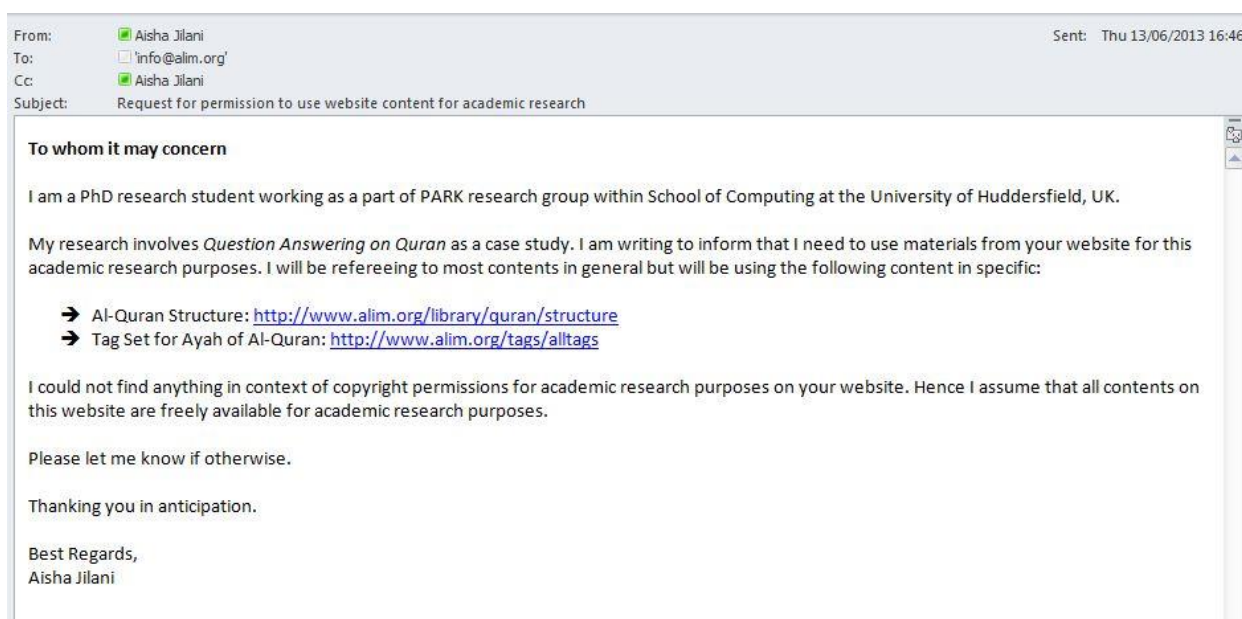 From: Aisha Jilani Sent: Thu 13/06/2013 16:46
To: 'info@alim.org'
Cc: Aisha Jilani
Subject: Request for permission to use website content for academic research
To whom it may concern
I am a PhD research student working as a part of PARK research group within School of Computing at the University of Huddersfield, UK.
My research involves Question Answering on Quran as a case study. I am writing to inform that I need to use materials from your website for this
academic research purposes. I will be refereeing to most contents in general but will be using the following content in specific:
➔ Al-Quran Structure: http://www.alim.org/library/quran/structure
➔ Tag Set for Ayah of Al-Quran: http://www.alim.org/tags/alltags
I could not find anything in context of copyright permissions for academic research purposes on your website. Hence I assume that all contents on
this website are freely available for academic research purposes.
Please let me know if otherwise.
Thanking you in anticipation.
Best Regards,
Aisha Jilani